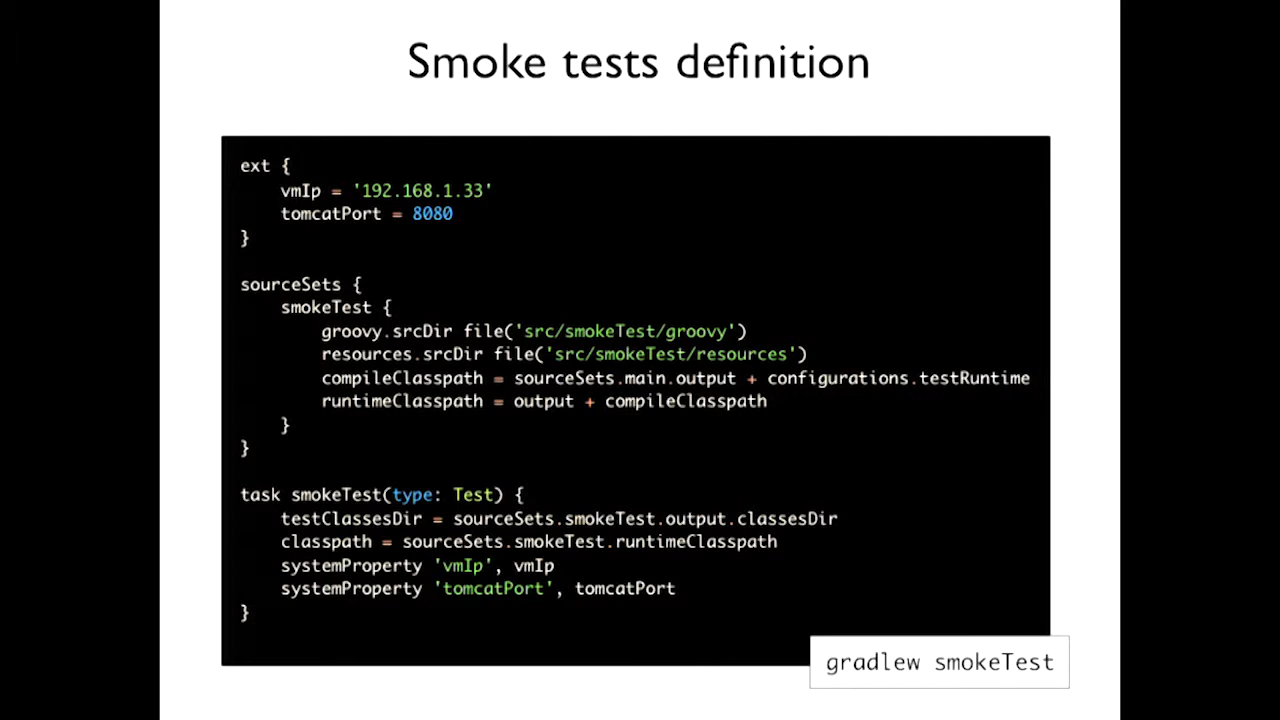 Smoke tests definition
ext {
    vmIp = '192.168.1.33'
    tomcatPort = 8080
}
sourceSets {
    smokeTest {
        groovy.srcDir file('src/smokeTest/groovy')
        resources.srcDir file('src/smokeTest/resources')
        compileClasspath = sourceSets.main.output + configurations.testRuntime
        runtimeClasspath = output + compileClasspath
    }
}
task smokeTest(type: Test) {
    testClassesDir = sourceSets.smokeTest.output.classesDir
    classpath = sourceSets.smokeTest.runtimeClasspath
    systemProperty 'vmIp', vmIp
    systemProperty 'tomcatPort', tomcatPort
}
gradlew smokeTest